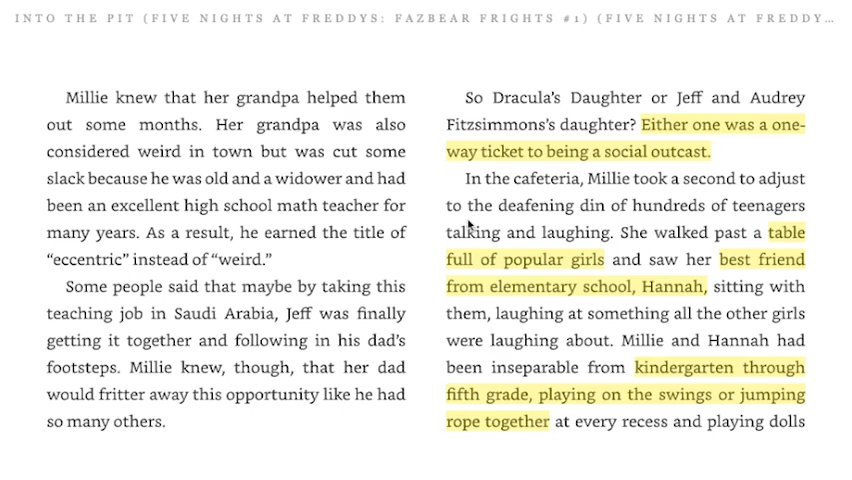 INTO THE PIT (FIVE NIGHTS AT FREDDYS: FAZBEAR FRIGHTS #1) (FIVE NIGHTS AT FREDDY...
Millie knew that her grandpa helped them
out some months. Her grandpa was also
considered weird in town but was cut some
slack because he was old and a widower and had
been an excellent high school math teacher for
many years. As a result, he earned the title of
“eccentric” instead of “weird.”
Some people said that maybe by taking this
teaching job in Saudi Arabia, Jeff was finally
getting it together and following in his dad’s
footsteps. Millie knew, though, that her dad
would fritter away this opportunity like he had
so many others.
So Dracula’s Daughter or Jeff and Audrey
Fitzsimmons’s daughter? Either one was a one-
way ticket to being a social outcast.
In the cafeteria, Millie took a second to adjust
to the deafening din of hundreds of teenagers
talking and laughing. She walked past a table
full of popular girls and saw her best friend
from elementary school, Hannah, sitting with
them, laughing at something all the other girls
were laughing about. Millie and Hannah had
been inseparable from kindergarten through
fifth grade, playing on the swings or jumping
rope together at every recess and playing dolls